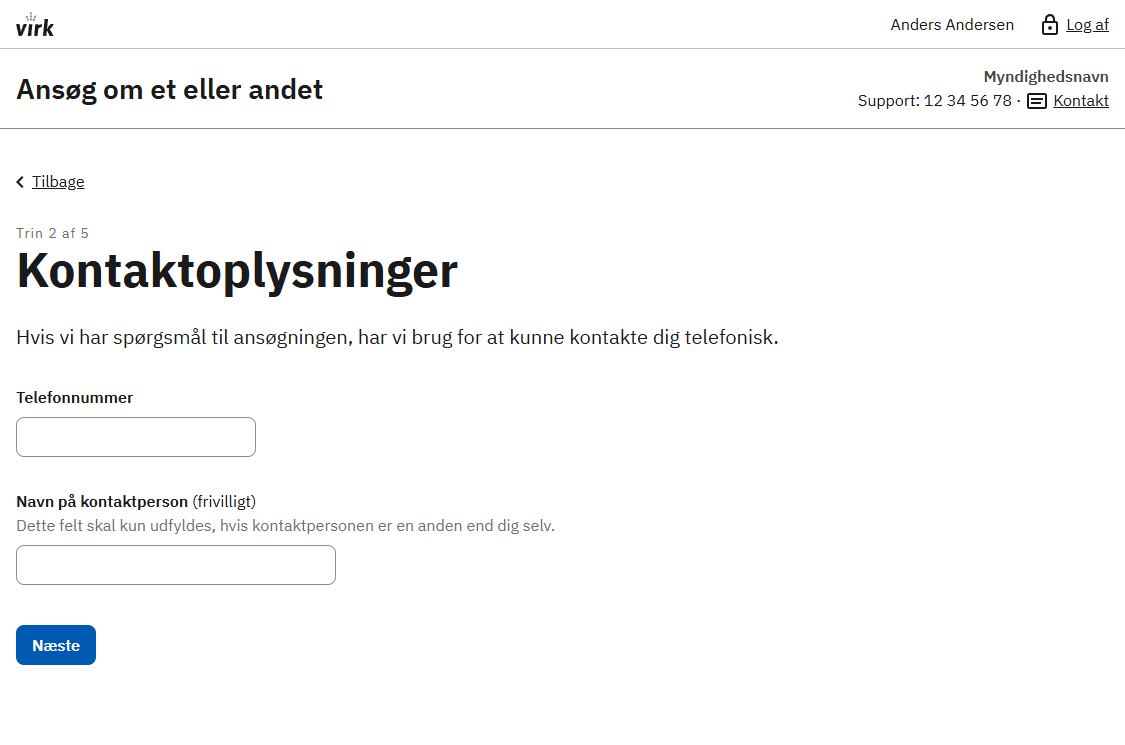 virk
Anders Andersen
Log af
Ansøg om et eller andet
Myndighedsnavn
Support: 12 34 56 78 · Kontakt
Tilbage
Trin 2 af 5
Kontaktoplysninger
Hvis vi har spørgsmål til ansøgningen, har vi brug for at kunne kontakte dig telefonisk.
Telefonnummer
Navn på kontaktperson (frivilligt)
Dette felt skal kun udfyldes, hvis kontaktpersonen er en anden end dig selv.
Næste